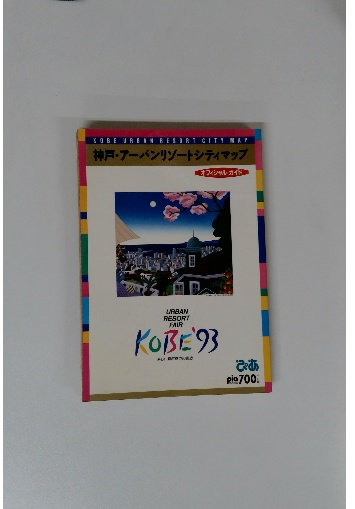 KOBE URBAN RESORT CITY MAP
神戸・アーバンリゾートシティマップ
オフィシャルガイド
URBAN
RESORT
FAIR
KOBE'93
ぴあ
pia 700